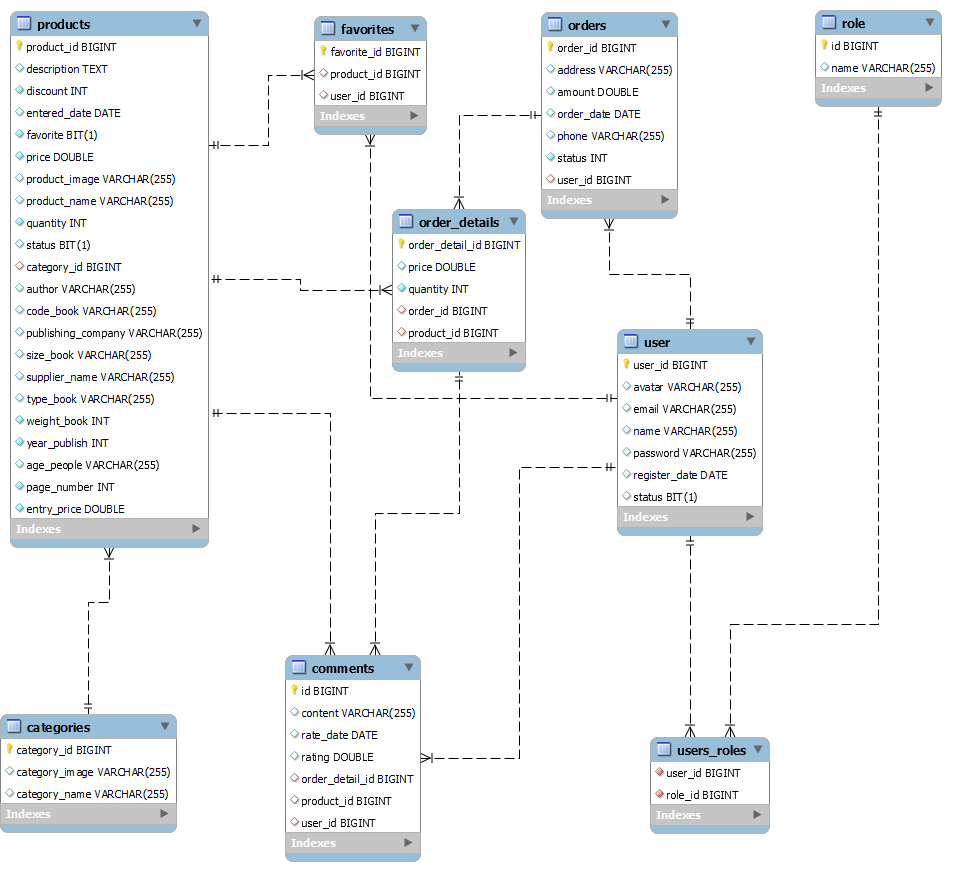 products
product_id BIGINT
description TEXT
discount INT
entered_date DATE
favorite BIT(1)
price DOUBLE
product_image VARCHAR(255)
product_name VARCHAR(255)
quantity INT
status BIT(1)
category_id BIGINT
author VARCHAR(255)
code_book VARCHAR(255)
publishing_company VARCHAR(255)
size_book VARCHAR(255)
supplier_name VARCHAR(255)
type_book VARCHAR(255)
weight_book INT
year_publish INT
age_people VARCHAR(255)
page_number INT
entry_price DOUBLE
Indexes
favorites
favorite_id BIGINT
product_id BIGINT
user_id BIGINT
Indexes
orders
order_id BIGINT
address VARCHAR(255)
amount DOUBLE
order_date DATE
phone VARCHAR(255)
status INT
user_id BIGINT
Indexes
role
id BIGINT
name VARCHAR(255)
Indexes
order_details
order_detail_id BIGINT
price DOUBLE
quantity INT
order_id BIGINT
product_id BIGINT
Indexes
user
user_id BIGINT
avatar VARCHAR(255)
email VARCHAR(255)
name VARCHAR(255)
password VARCHAR(255)
register_date DATE
status BIT(1)
Indexes
comments
id BIGINT
content VARCHAR(255)
rate_date DATE
rating DOUBLE
order_detail_id BIGINT
product_id BIGINT
user_id BIGINT
Indexes
categories
category_id BIGINT
category_image VARCHAR(255)
category_name VARCHAR(255)
Indexes
users_roles
user_id BIGINT
role_id BIGINT
Indexes